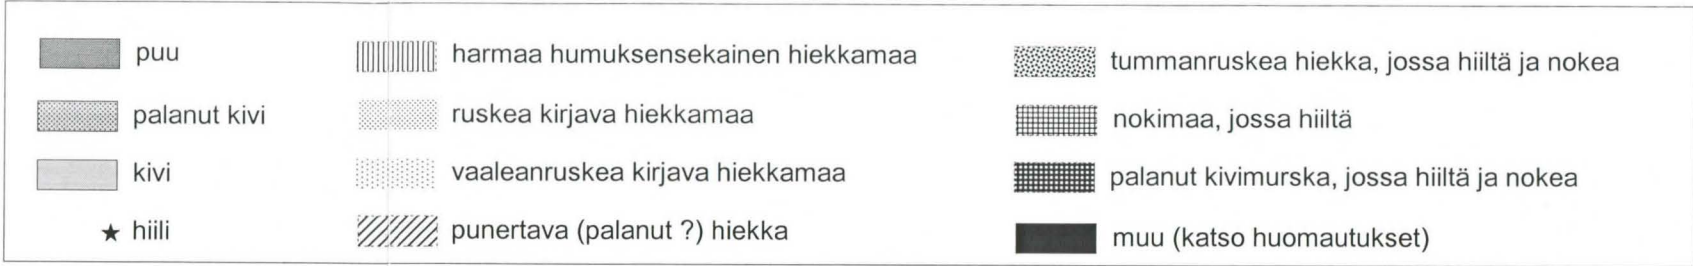 puu
palanut kivi
kivi
hiili
harmaa humuksensekainen hiekkamaa
ruskea kirjava hiekkamaa
vaaleanruskea kirjava hiekkamaa
punertava (palanut ?) hiekka
tummanruskea hiekka, jossa hiiltä ja nokea
nokimaa, jossa hiiltä
palanut kivimurska, jossa hiiltä ja nokea
muu (katso huomautukset)